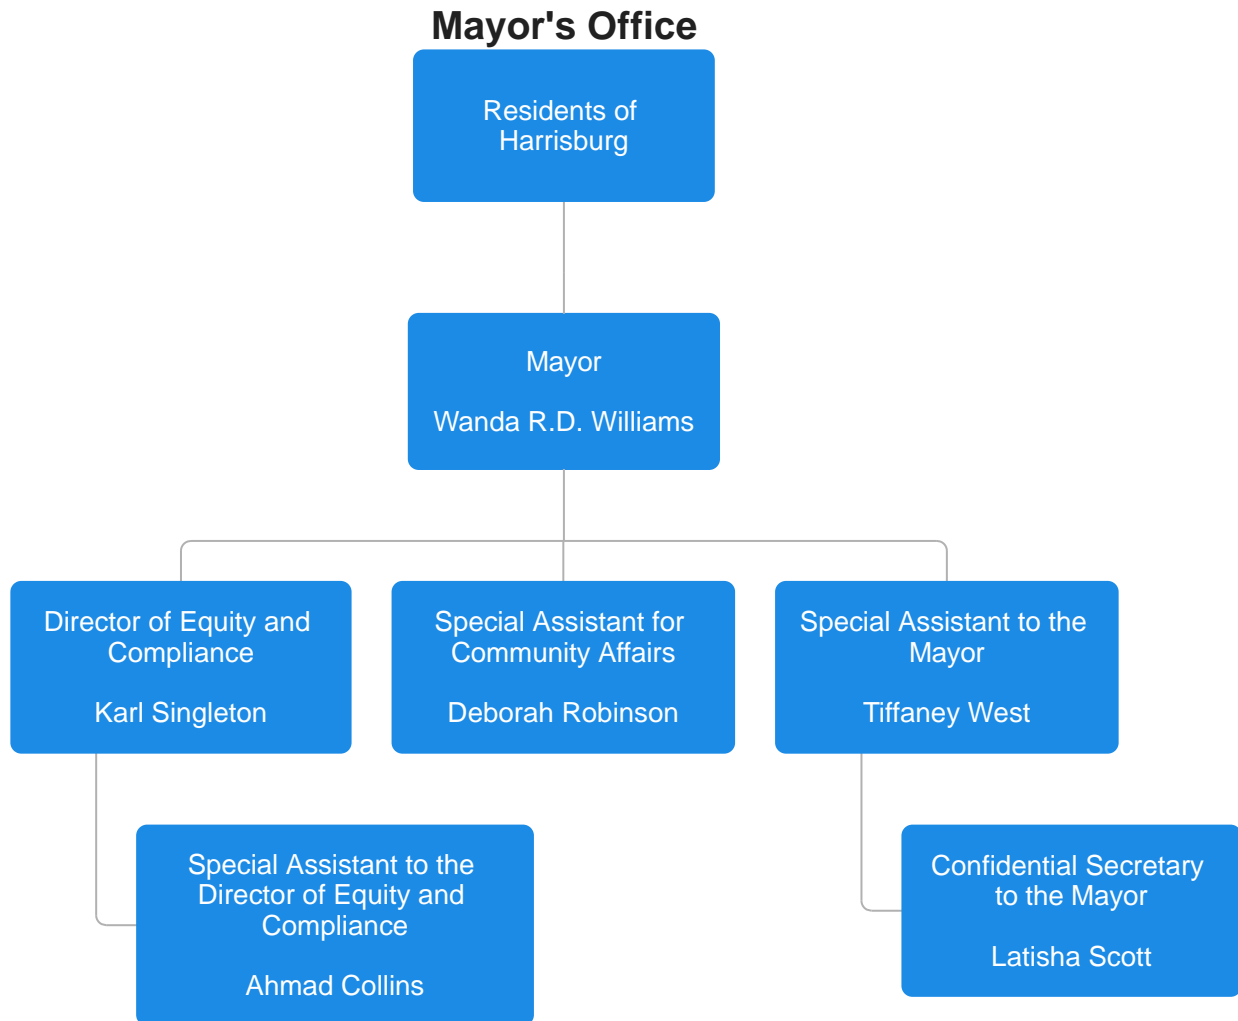 Mayor's Office
Residents of
Harrisburg
Mayor
Wanda R.D. Williams
Director of Equity and
Compliance
Karl Singleton
Special Assistant for
Community Affairs
Deborah Robinson
Special Assistant to the
Mayor
Tiffaney West
Special Assistant to the
Director of Equity and
Compliance
Ahmad Collins
Confidential Secretary
to the Mayor
Latisha Scott